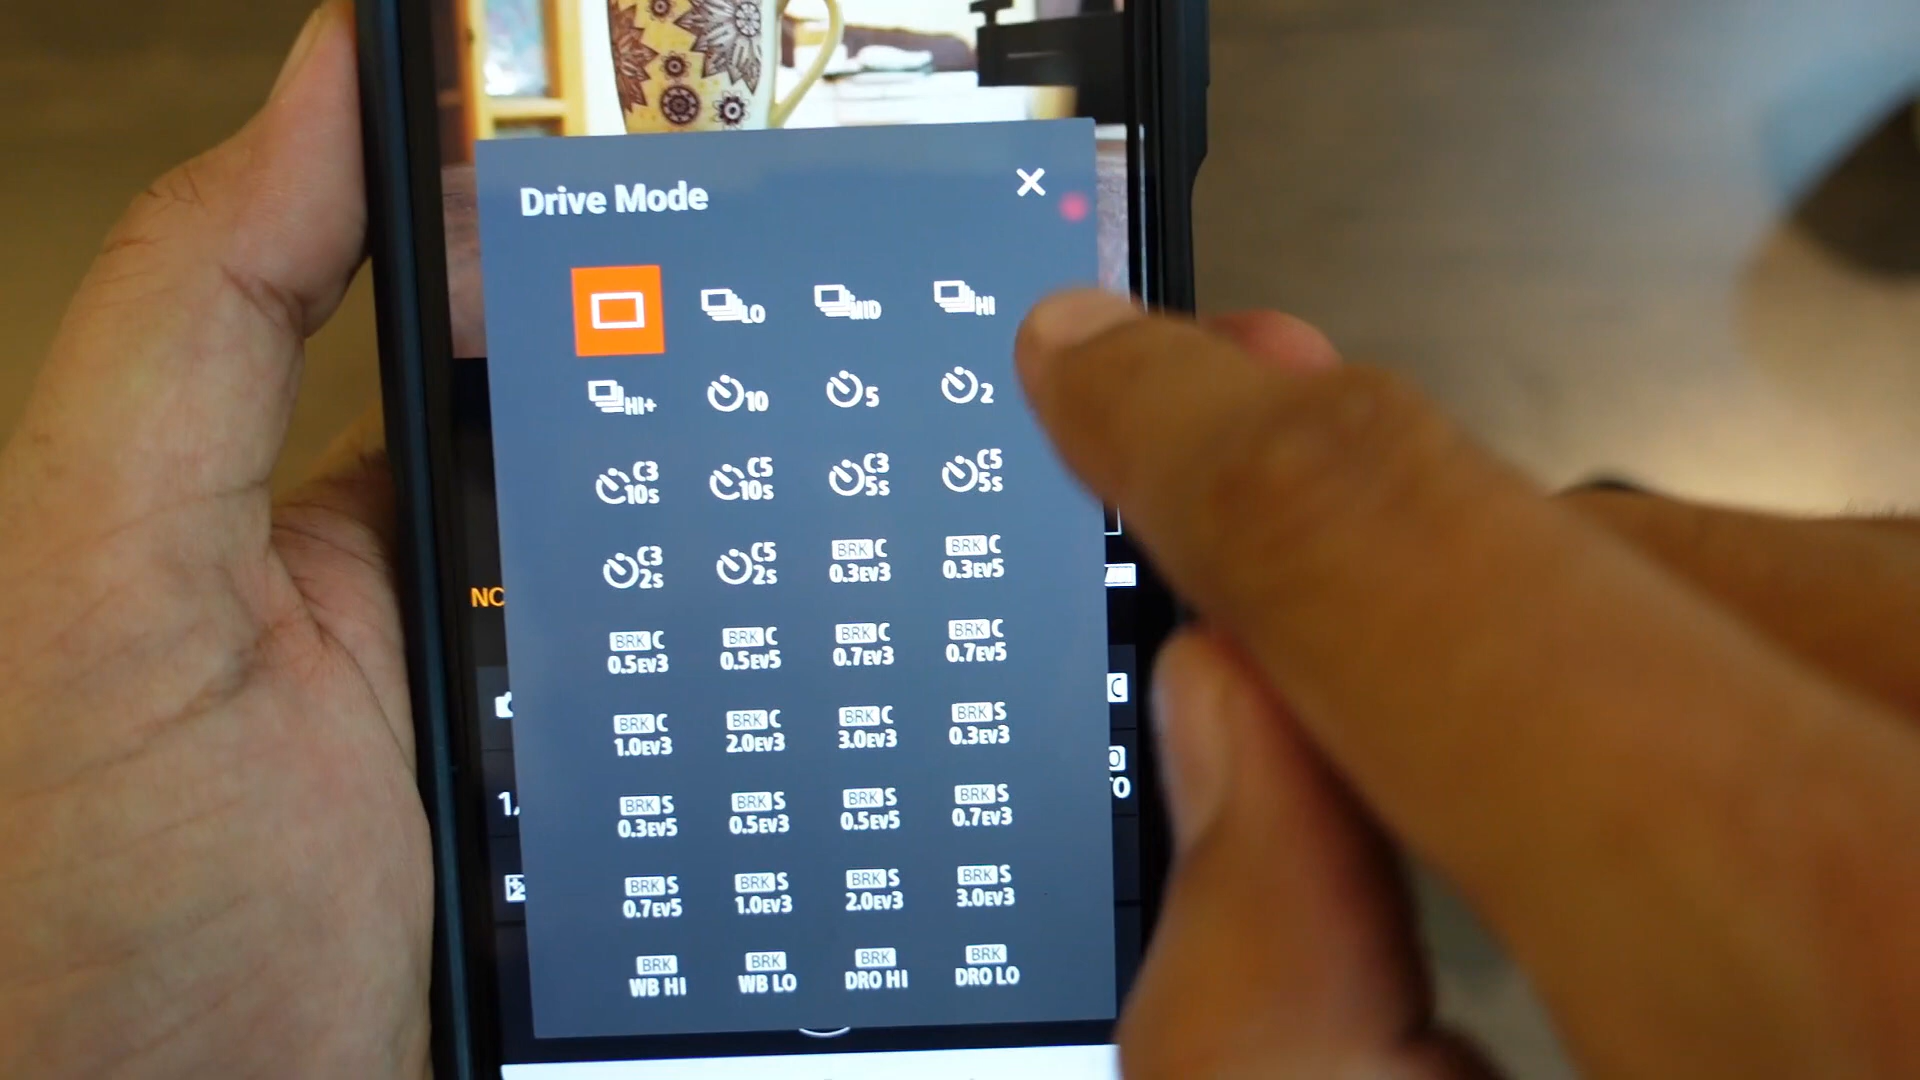 Drive Mode
LO MID HI
HI+ 10 5 2
C3 10s C5 10s C3 5s C5 5s
C3 2s C5 2s BRK C 0.3EV3 BRK C 0.3EV5
BRK C 0.5EV3 BRK C 0.5EV5 BRK C 0.7EV3 BRK C 0.7EV5
BRK C 1.0EV3 BRK C 2.0EV3 BRK C 3.0EV3 BRK S 0.3EV3
BRK S 0.3EV5 BRK S 0.5EV3 BRK S 0.5EV5 BRK S 0.7EV3
BRK S 0.7EV5 BRK S 1.0EV3 BRK S 2.0EV3 BRK S 3.0EV3
BRK WB HI BRK WB LO BRK DRO HI BRK DRO LO